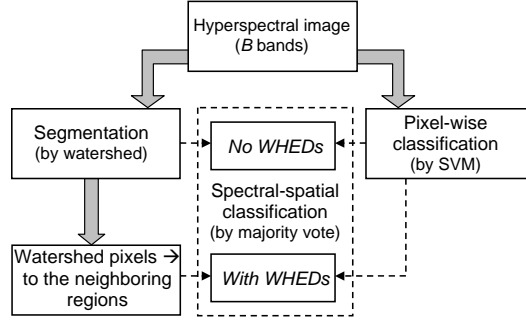 Hyperspectral image
(B bands)
Segmentation
(by watershed)
No WHEDs
Pixel-wise
classification
(by SVM)
Spectral-spatial
classification
(by majority vote)
Watershed pixels →
to the neighboring
regions
With WHEDs